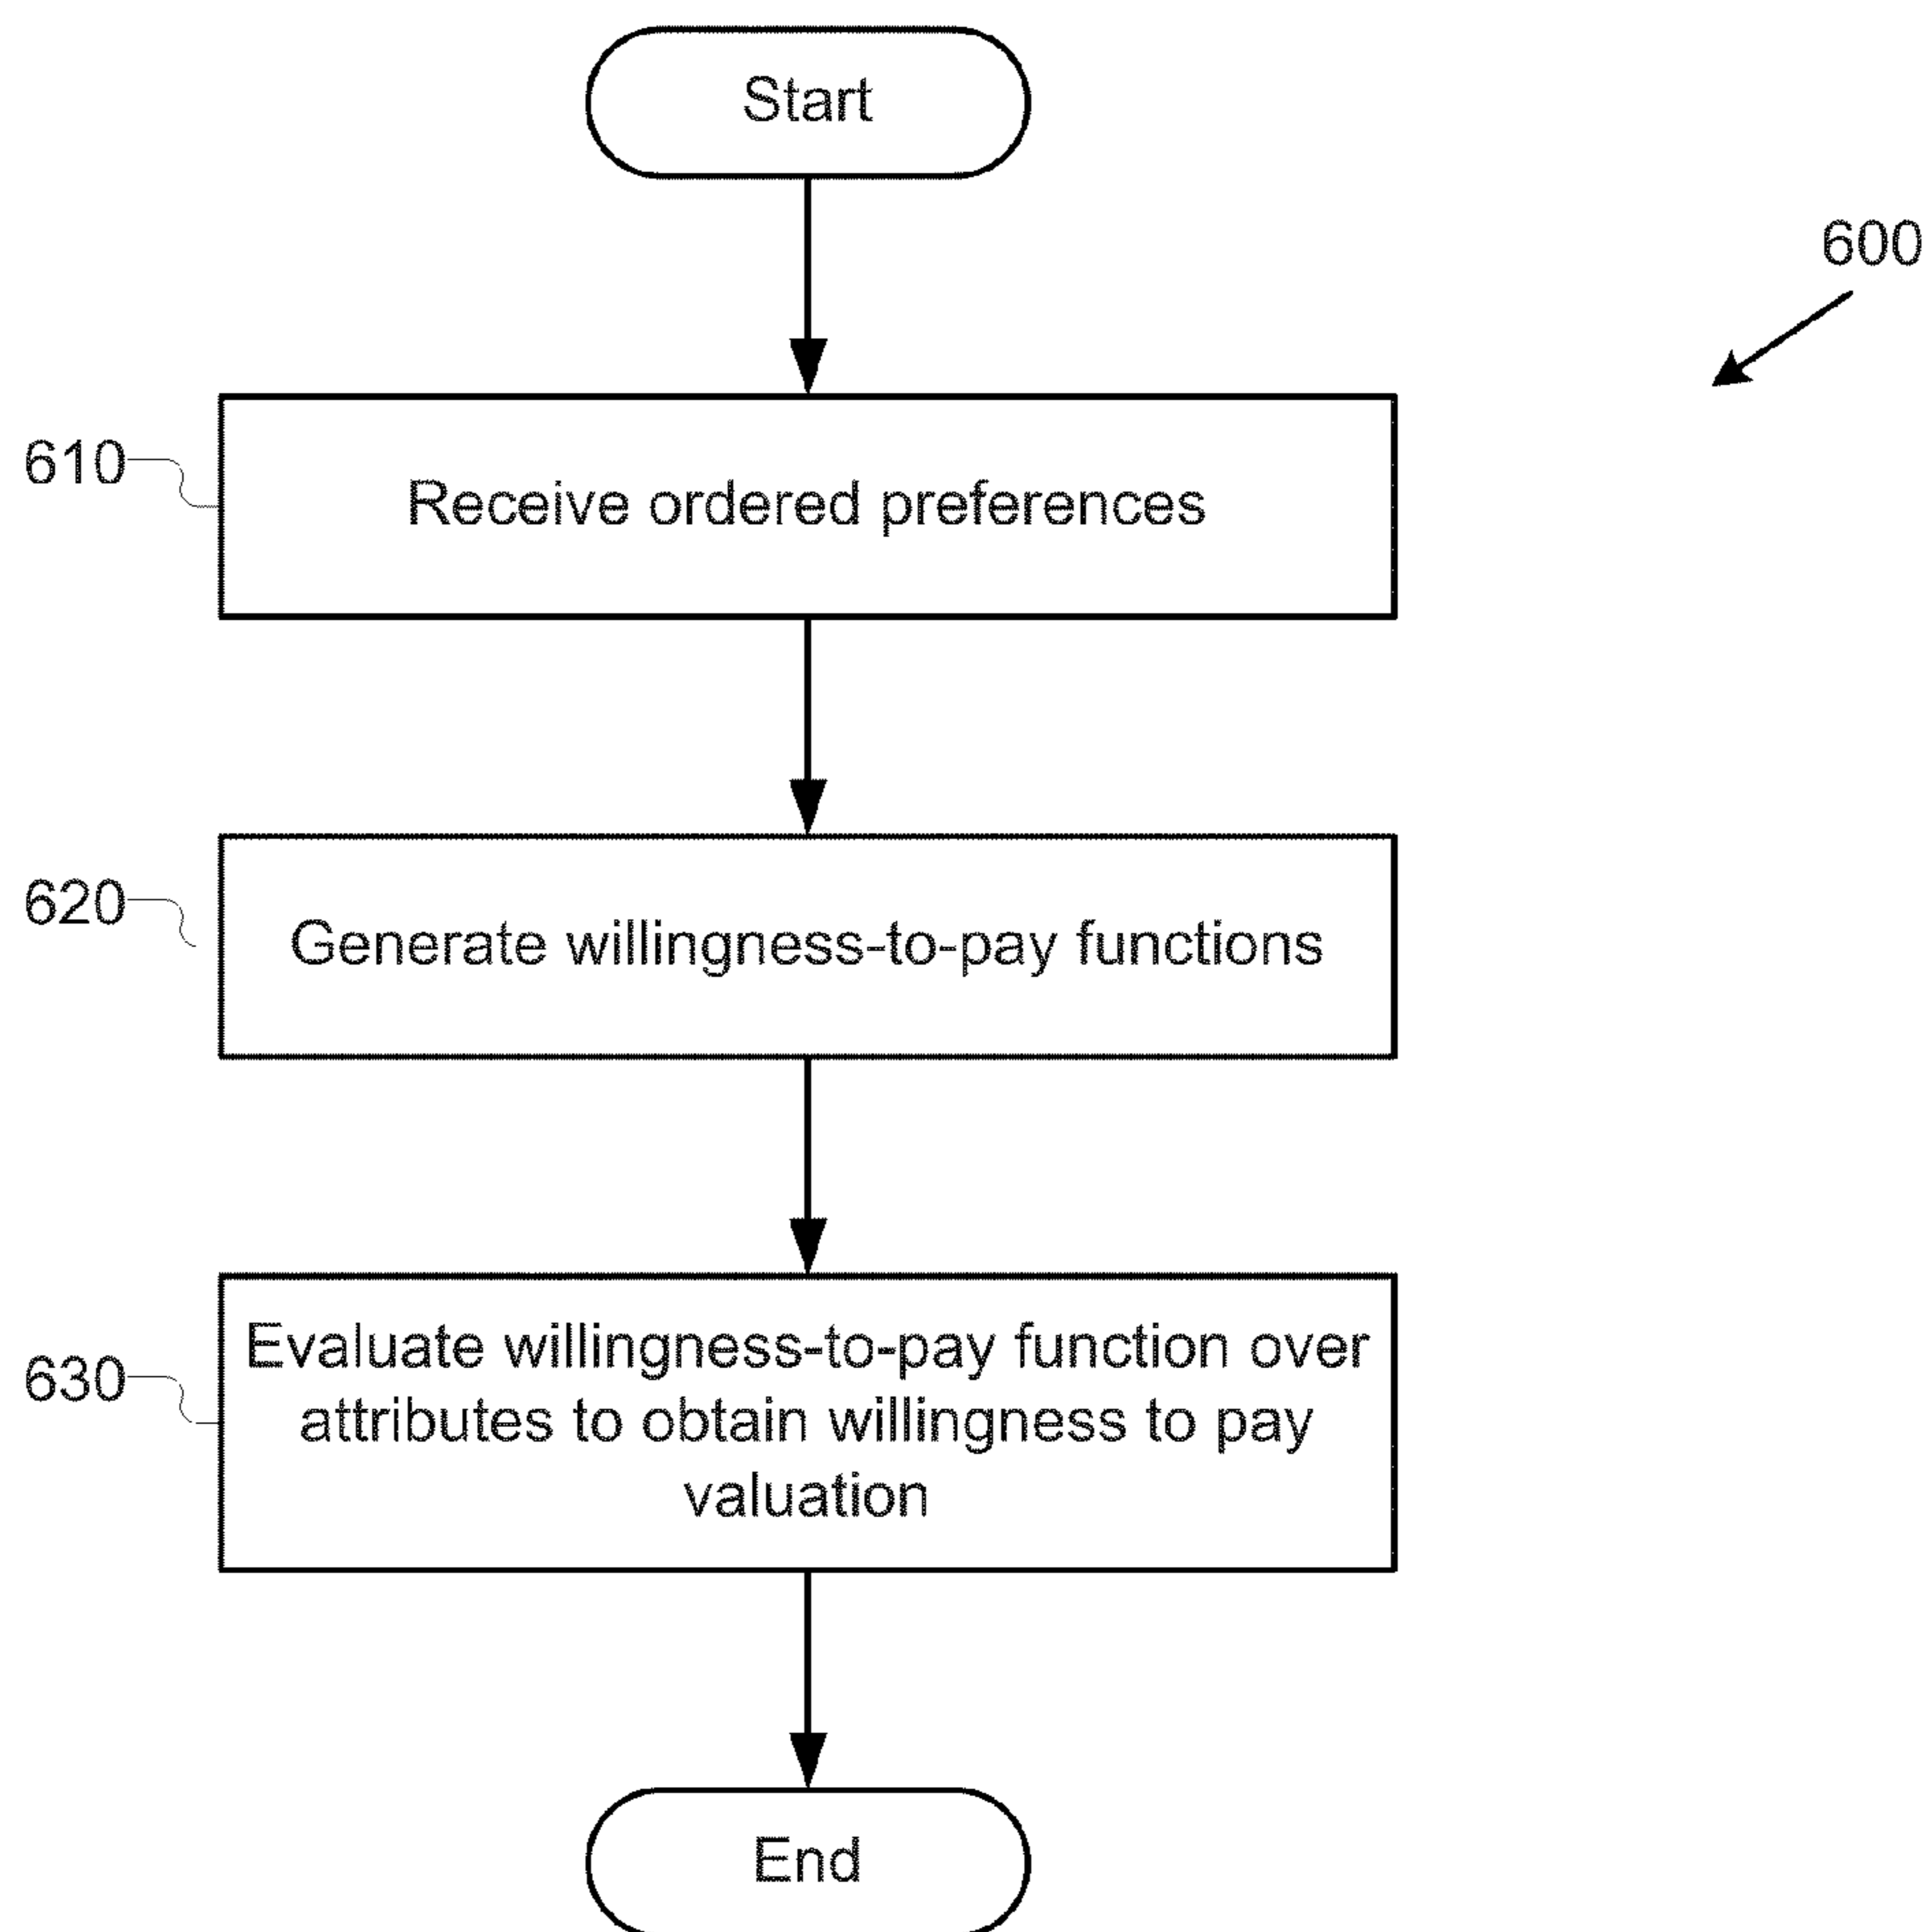 Start
600
610
Receive ordered preferences
620
Generate willingness-to-pay functions
630
Evaluate willingness-to-pay function over
attributes to obtain willingness to pay
valuation
End